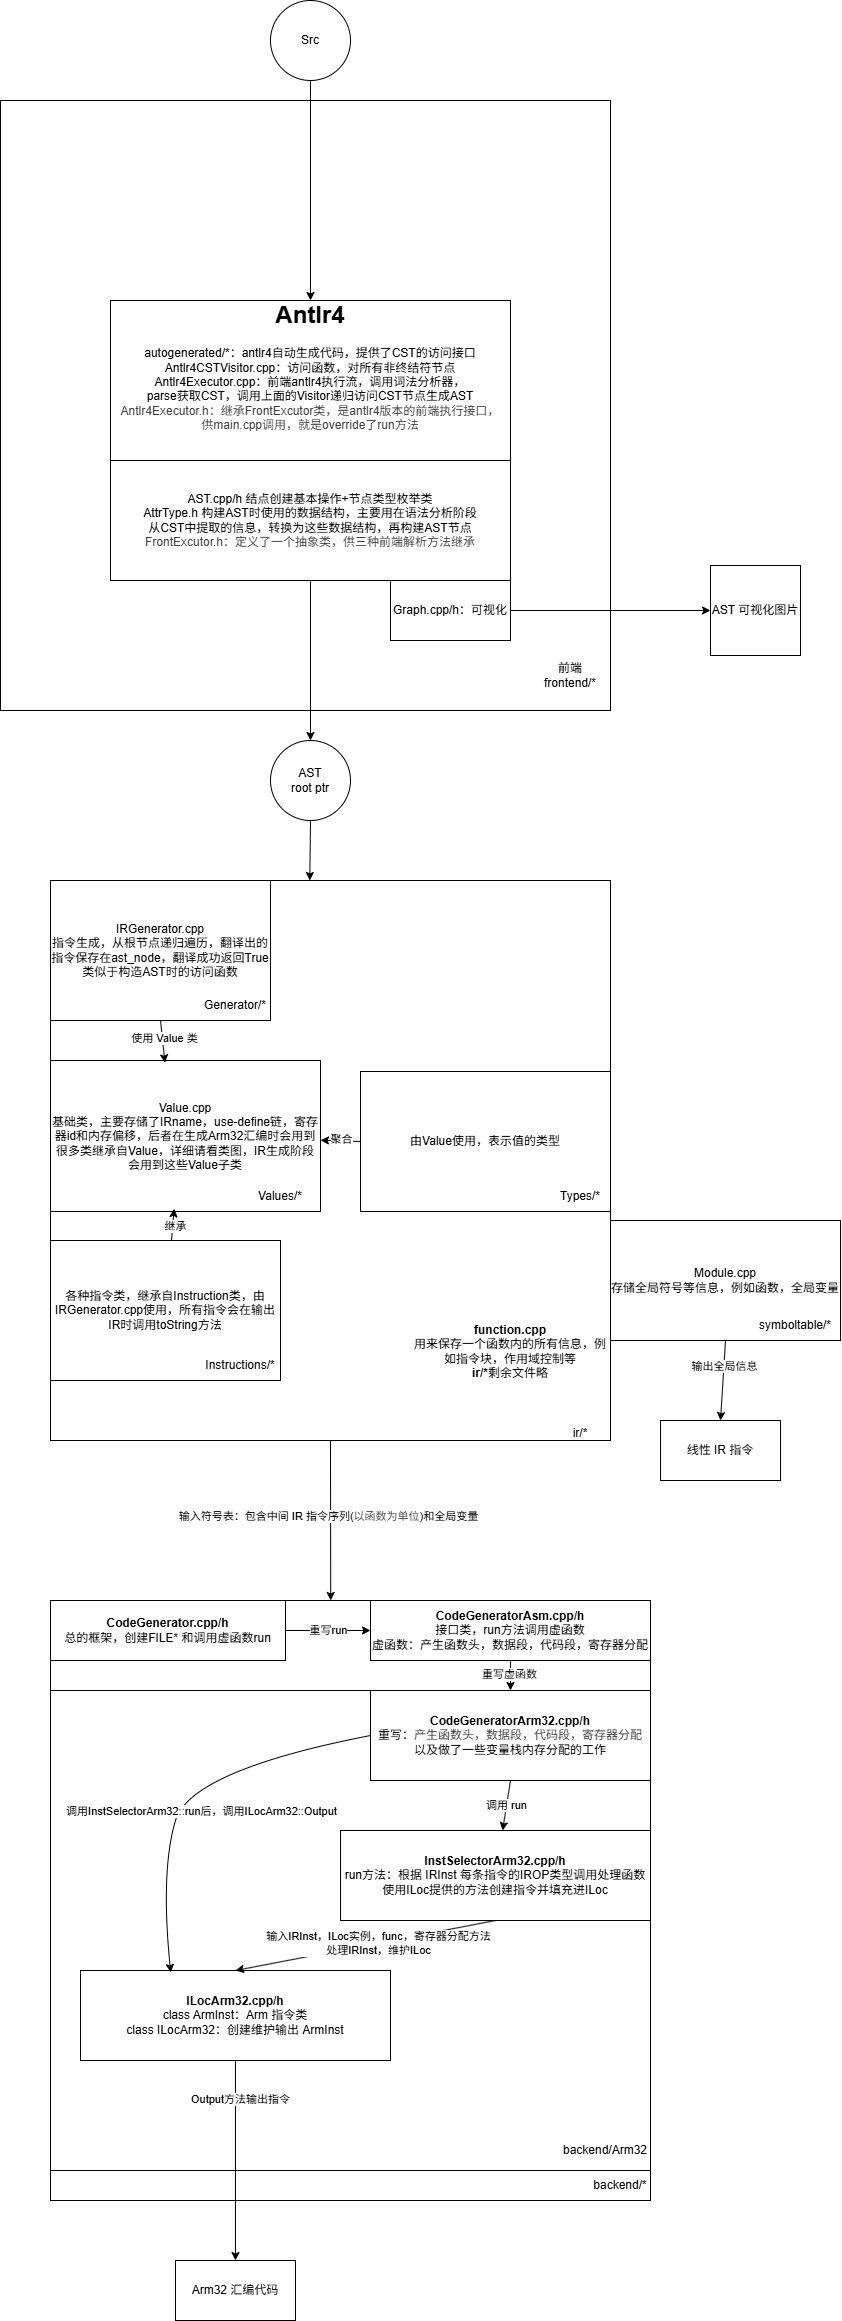 Src
Antlr4
autogenerated/*：antlr4自动生成代码，提供了CST的访问接口
Antlr4CSTVisitor.cpp：访问函数，对所有非终结符节点
Antlr4Executor.cpp：前端antlr4执行流，调用词法分析器，
parse获取CST，调用上面的Visitor递归访问CST节点生成AST
Antlr4Executor.h：继承FrontExcutor类，是antlr4版本的前端执行接口，
供main.cpp调用，就是override了run方法
AST.cpp/h 结点创建基本操作+节点类型枚举类
AttrType.h 构建AST时使用的数据结构，主要用在语法分析阶段
从CST中提取的信息，转换为这些数据结构，再构建AST节点
FrontExcutor.h：定义了一个抽象类，供三种前端解析方法继承
Graph.cpp/h：可视化
AST 可视化图片
前端
frontend/*
AST
root ptr
IRGenerator.cpp
指令生成，从根节点递归遍历，翻译出的
指令保存在ast_node，翻译成功返回True
类似于构造AST时的访问函数
Generator/*
使用 Value 类
Value.cpp
基础类，主要存储了IRname，use-define链，寄存
器id和内存偏移，后者在生成Arm32汇编时会用到
很多类继承自Value，详细请看类图，IR生成阶段
会用到这些Value子类
Values/*
聚合
由Value使用，表示值的类型
Types/*
继承
各种指令类，继承自Instruction类，由
IRGenerator.cpp使用，所有指令会在输出
IR时调用toString方法
Instructions/*
function.cpp
用来保存一个函数内的所有信息，例
如指令块，作用域控制等
ir/*剩余文件略
ir/*
Module.cpp
存储全局符号等信息，例如函数，全局变量
symboltable/*
输出全局信息
线性 IR 指令
输入符号表：包含中间 IR 指令序列(以函数为单位)和全局变量
CodeGenerator.cpp/h
总的框架，创建FILE* 和调用虚函数run
重写run
CodeGeneratorAsm.cpp/h
接口类，run方法调用虚函数
虚函数：产生函数头，数据段，代码段，寄存器分配
重写虚函数
CodeGeneratorArm32.cpp/h
重写：产生函数头，数据段，代码段，寄存器分配
以及做了一些变量栈内存分配的工作
调用InstSelectorArm32::run后，调用ILocArm32::Output
调用 run
InstSelectorArm32.cpp/h
run方法：根据 IRInst 每条指令的IROP类型调用处理函数
使用ILoc提供的方法创建指令并填充进ILoc
输入IRInst，ILoc实例，func，寄存器分配方法
处理IRInst，维护ILoc
ILocArm32.cpp/h
class ArmInst：Arm 指令类
class ILocArm32：创建维护输出 ArmInst
Output方法输出指令
backend/Arm32
backend/*
Arm32 汇编代码